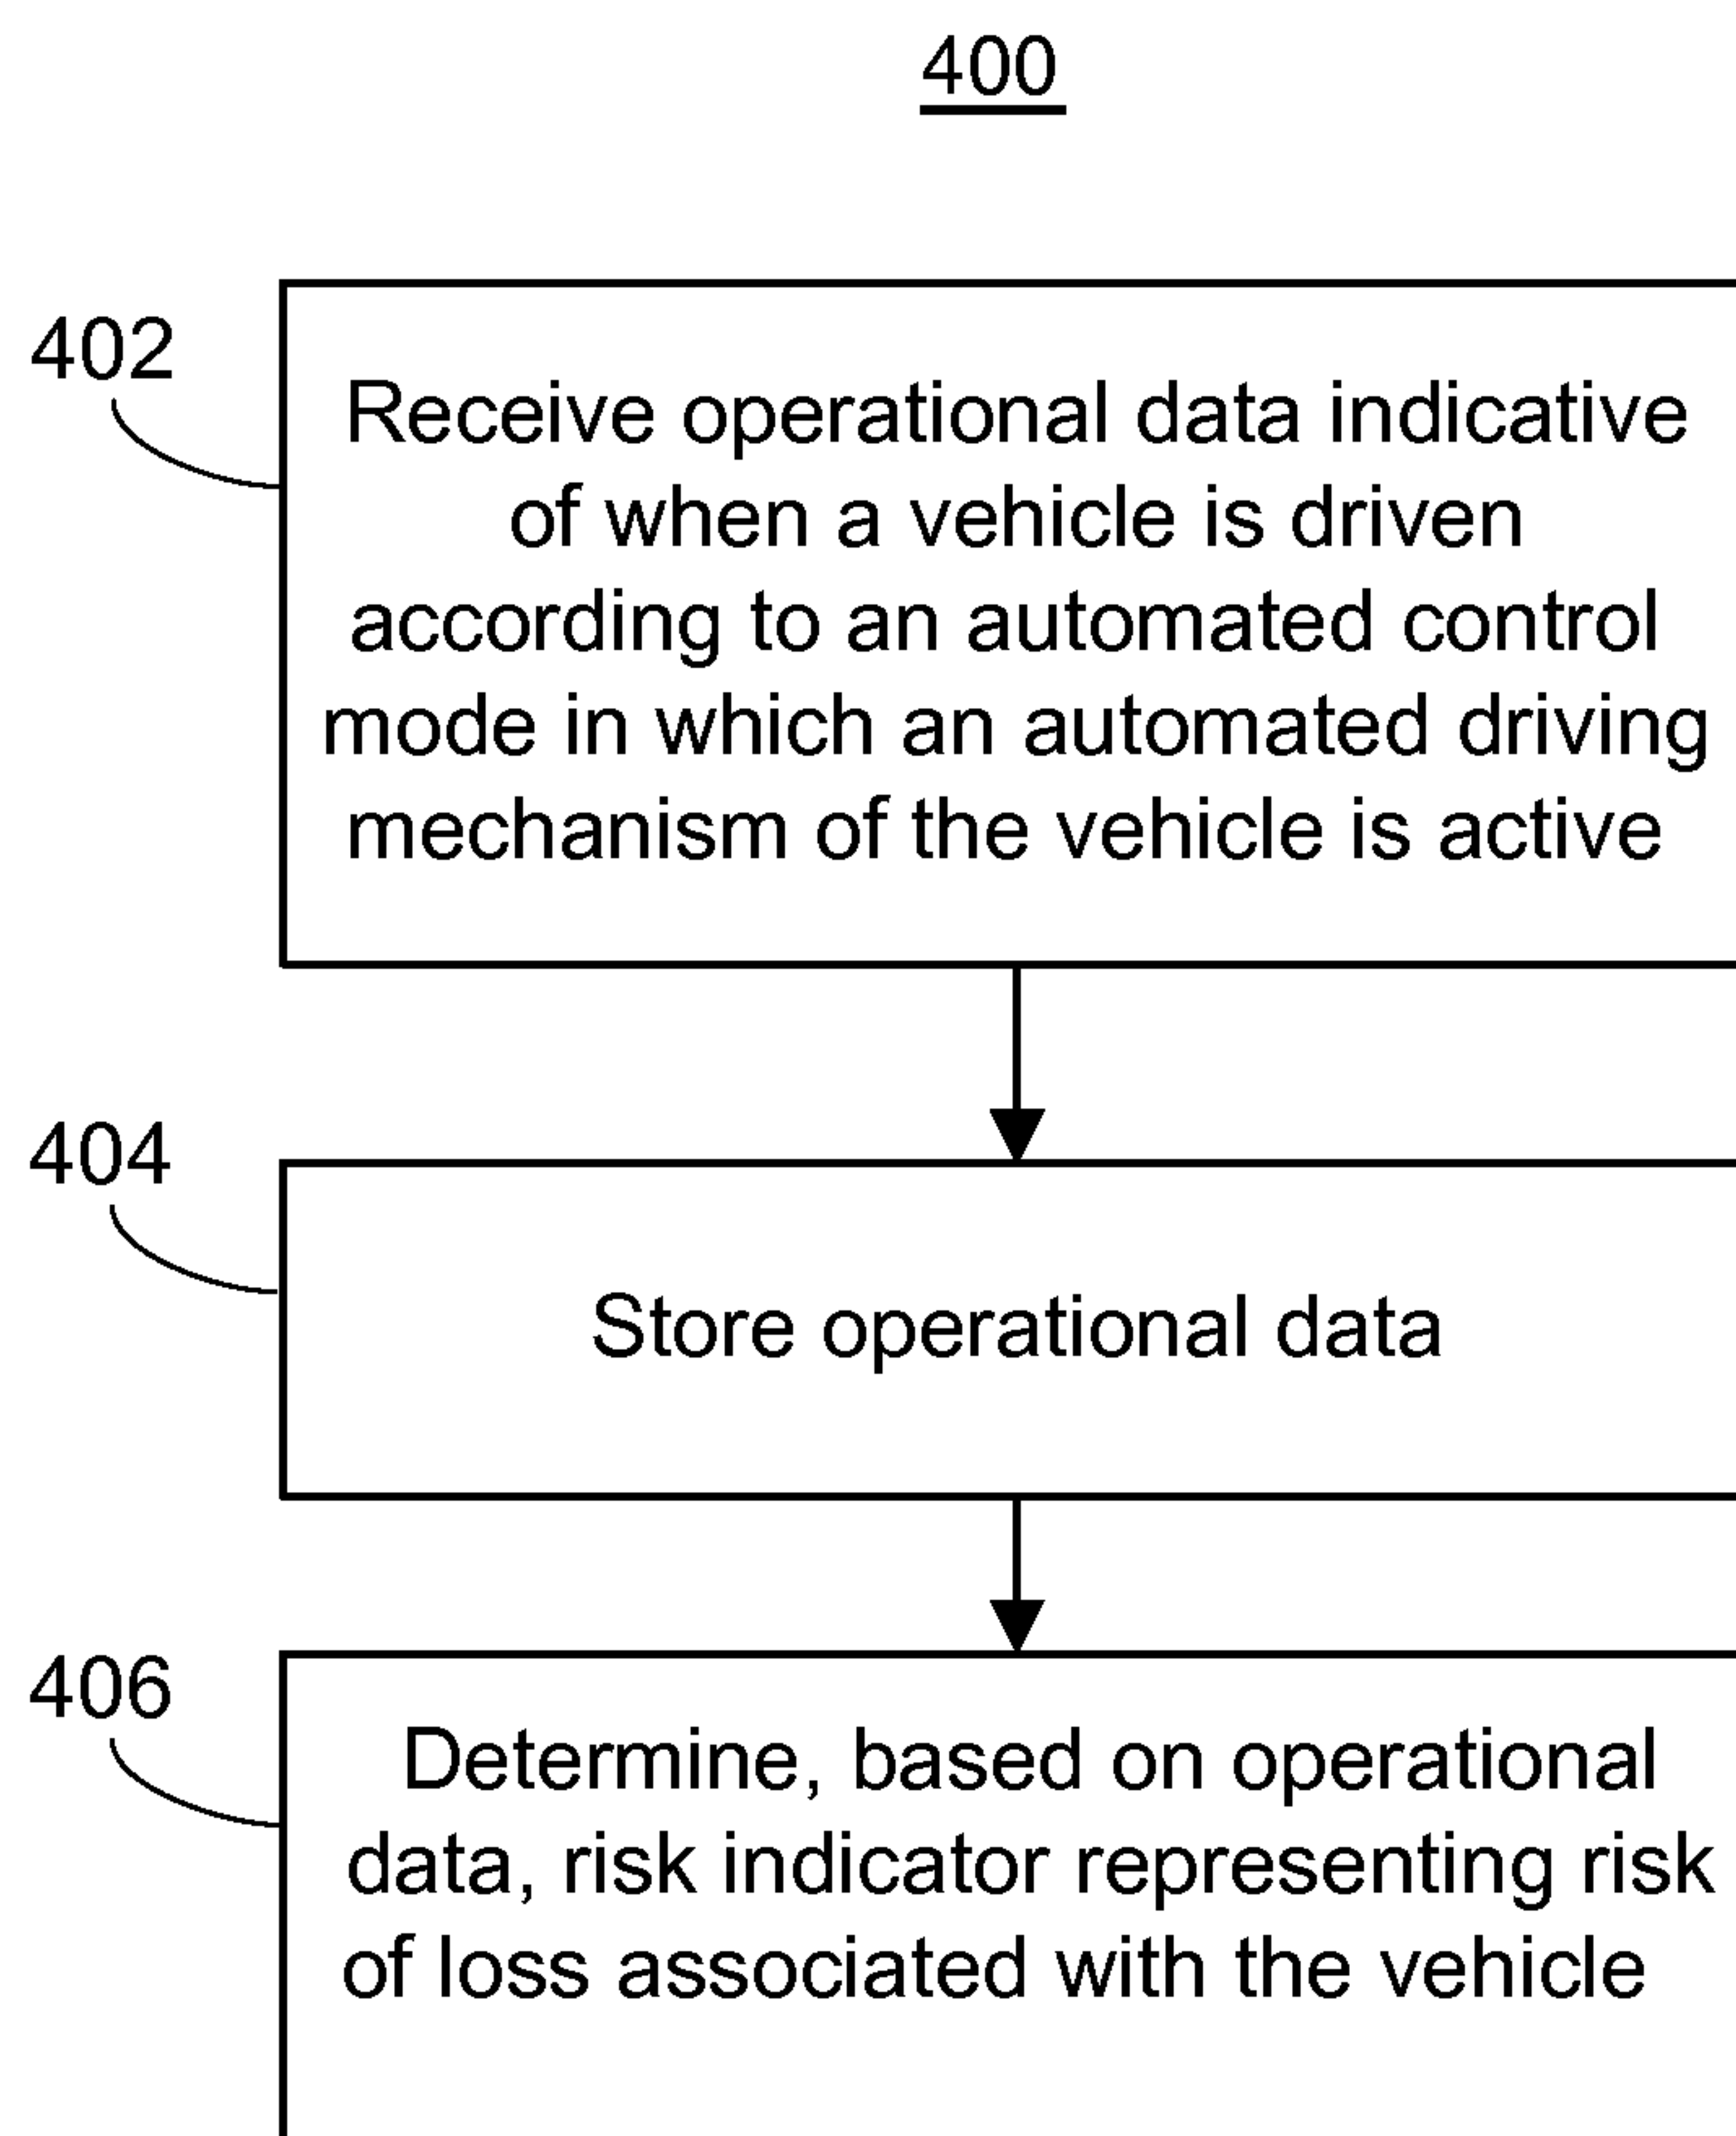 400
402
Receive operational data indicative
of when a vehicle is driven
according to an automated control
mode in which an automated driving
mechanism of the vehicle is active
404
Store operational data
406
Determine, based on operational
data, risk indicator representing risk
of loss associated with the vehicle